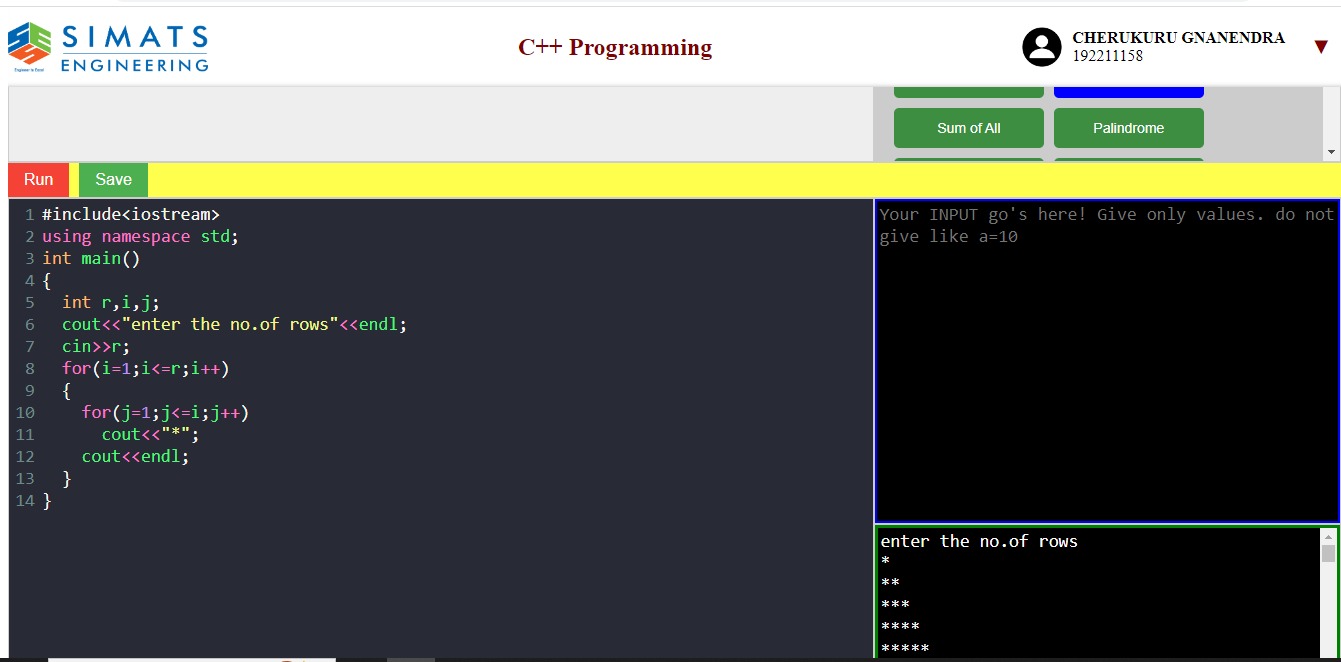 SIMATS
ENGINEERING
Engineer to Excel
C++ Programming
CHERUKURU GNANENDRA
192211158
Sum of All
Palindrome
Run
Save
1 #include<iostream>
2 using namespace std;
3 int main()
4 {
5   int r,i,j;
6   cout<<"enter the no.of rows"<<endl;
7   cin>>r;
8   for(i=1;i<=r;i++)
9   {
10     for(j=1;j<=i;j++)
11       cout<<"*";
12     cout<<endl;
13   }
14 }
Your INPUT go's here! Give only values. do not
give like a=10
enter the no.of rows
*
**
***
****
*****